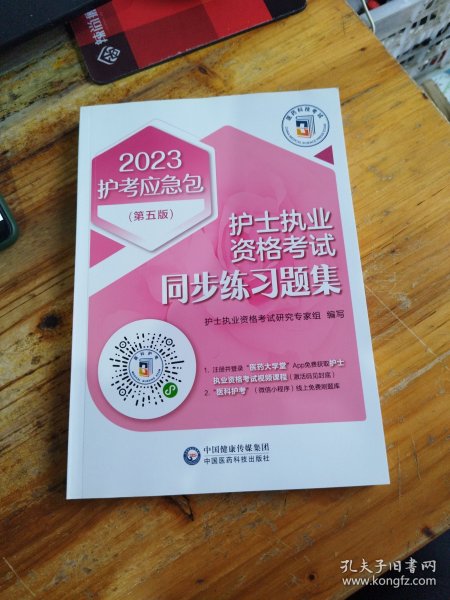 医药科技考试
2023
护考应急包
(第五版)
护士执业
资格考试
同步练习题集
护士执业资格考试研究专家组 编写
1. 注册并登录“医药大学堂”App免费获取护士
执业资格考试视频课程（激活码见封底）
2. “医科护考”（微信小程序）线上免费刷题库
中国健康传媒集团
中国医药科技出版社
孔夫子旧书网
www.kongfz.com